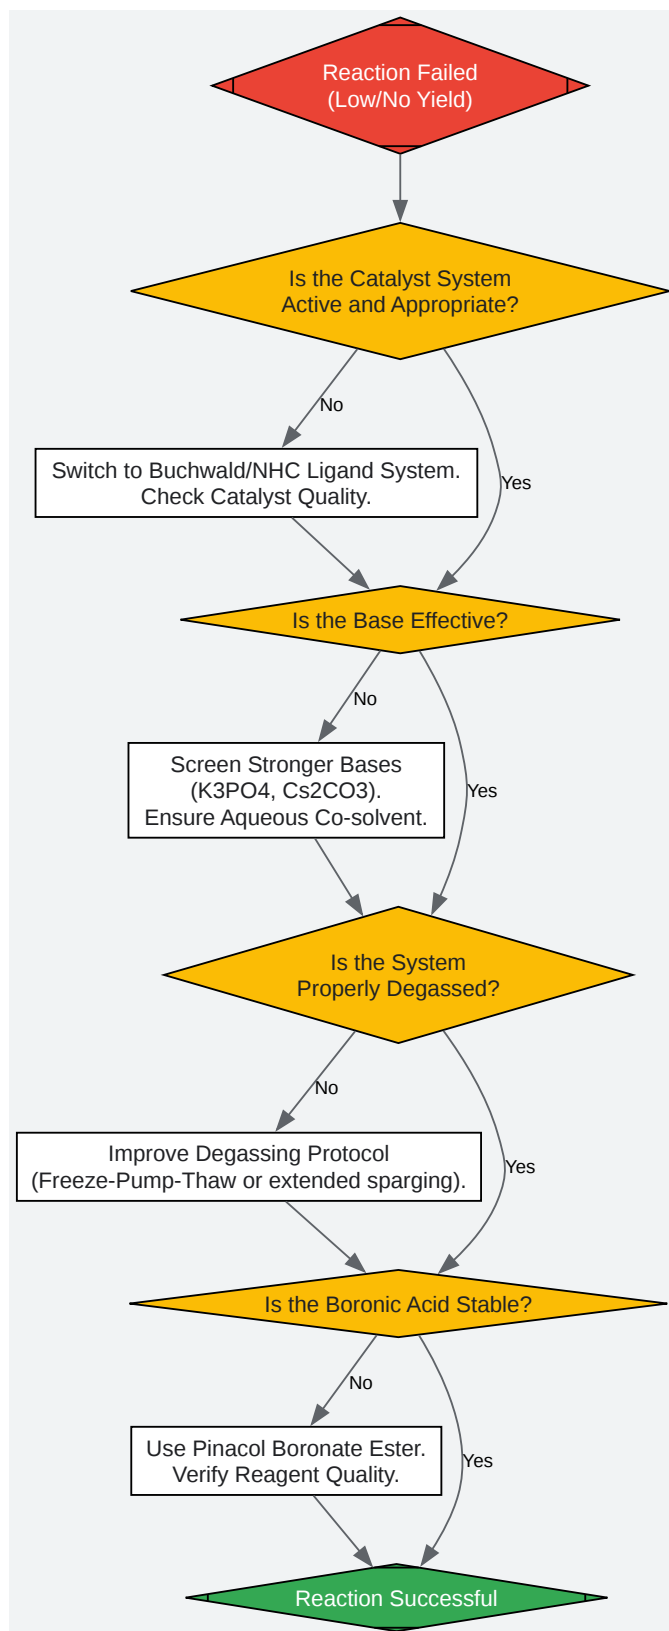 Reaction Failed
(Low/No Yield)
Is the Catalyst System
Active and Appropriate?
No
Switch to Buchwald/NHC Ligand System.
Check Catalyst Quality.
Yes
Is the Base Effective?
No
Screen Stronger Bases
(K3PO4, Cs2CO3).
Ensure Aqueous Co-solvent.
Yes
Is the System
Properly Degassed?
No
Improve Degassing Protocol
(Freeze-Pump-Thaw or extended sparging).
Yes
Is the Boronic Acid Stable?
No
Use Pinacol Boronate Ester.
Verify Reagent Quality.
Yes
Reaction Successful